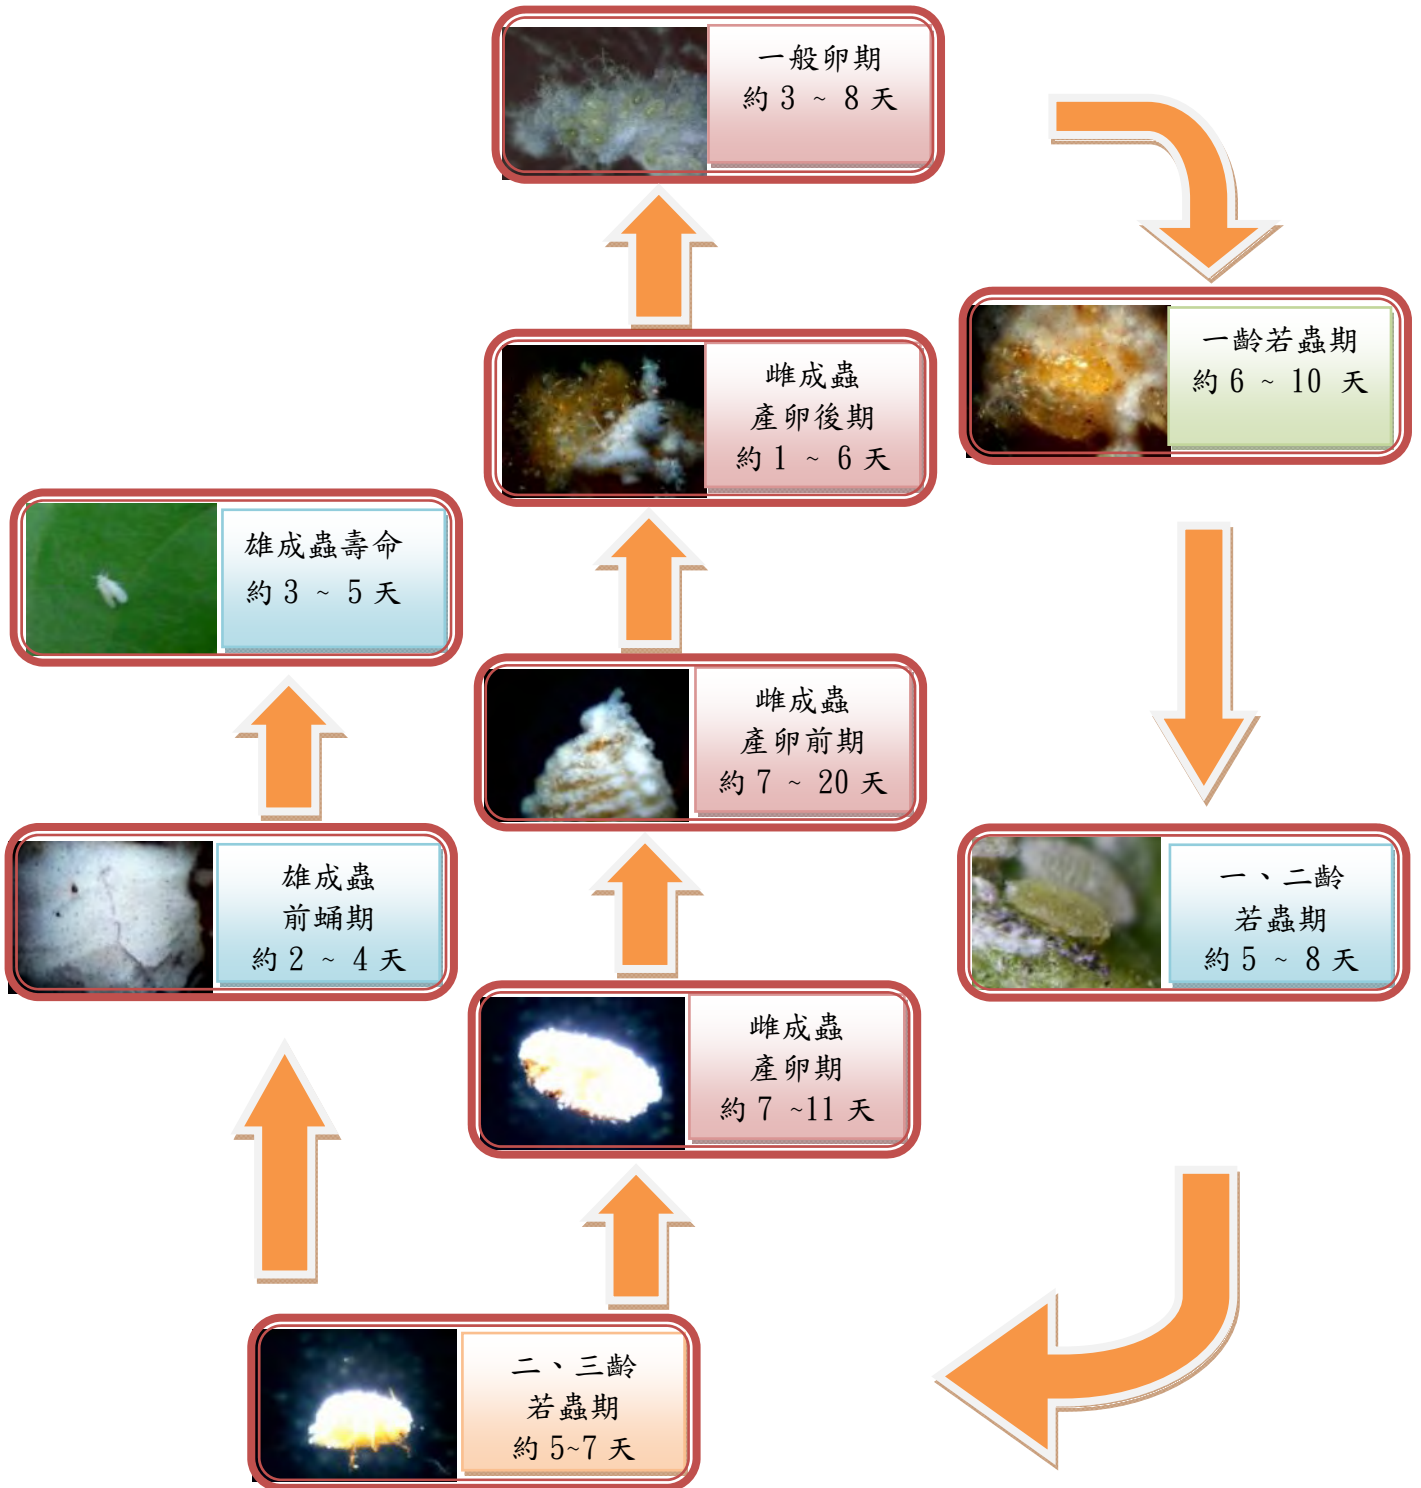 一般卵期
約 3 ~ 8 天
一齡若蟲期
約 6 ~ 10 天
雌成蟲
產卵後期
約 1 ~ 6 天
雄成蟲壽命
約 3 ~ 5 天
雌成蟲
產卵前期
約 7 ~ 20 天
雄成蟲
前蛹期
約 2 ~ 4 天
一、二齡
若蟲期
約 5 ~ 8 天
雌成蟲
產卵期
約 7 ~11 天
二、三齡
若蟲期
約 5~7 天